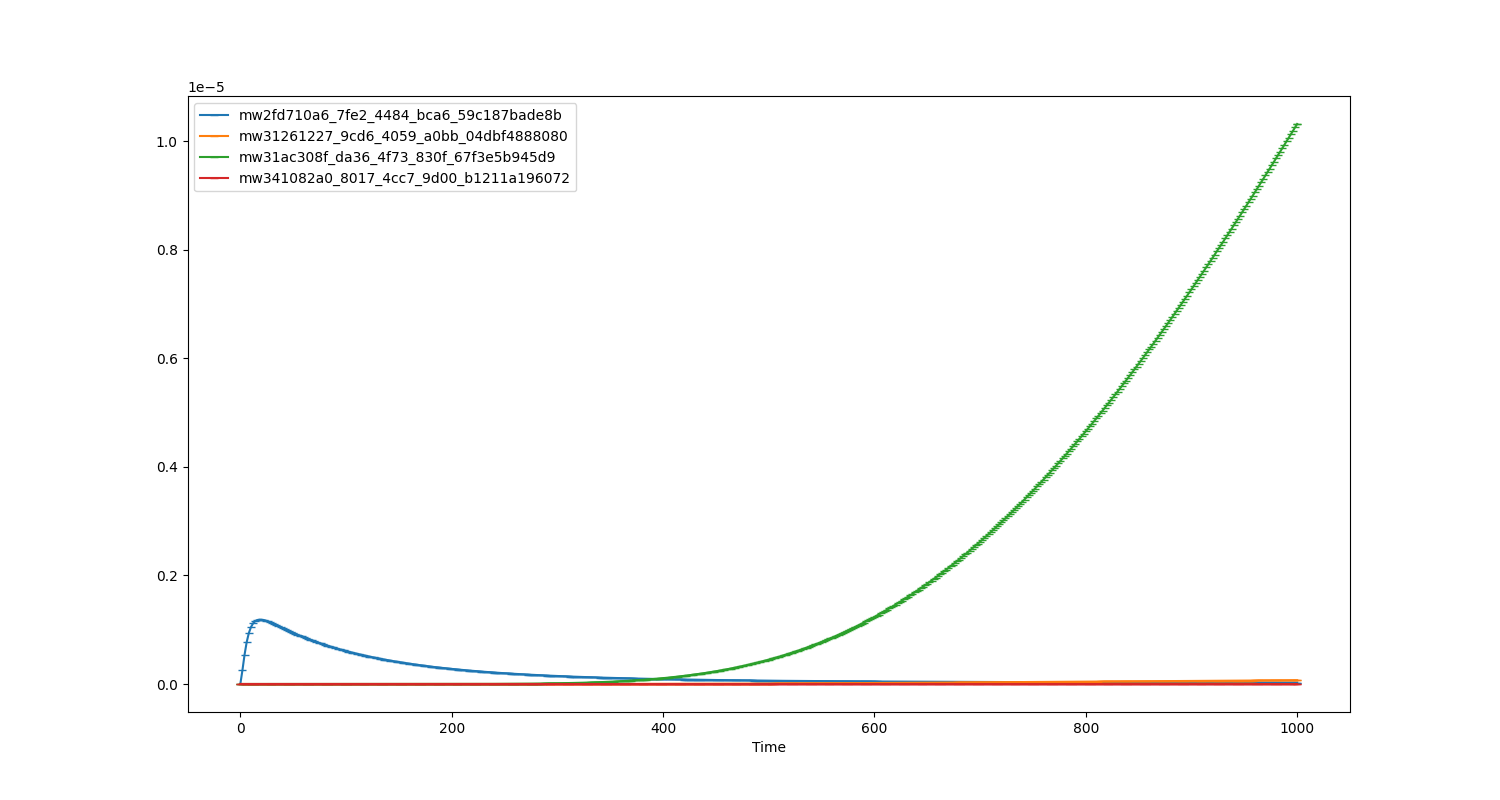 1e−5
mw2fd710a6_7fe2_4484_bca6_59c187bade8b
mw31261227_9cd6_4059_a0bb_04dbf4888080
mw31ac308f_da36_4f73_830f_67f3e5b945d9
mw341082a0_8017_4cc7_9d00_b1211a196072
1.0
0.8
0.6
0.4
0.2
0.0
0 200 400 600 800 1000
Time